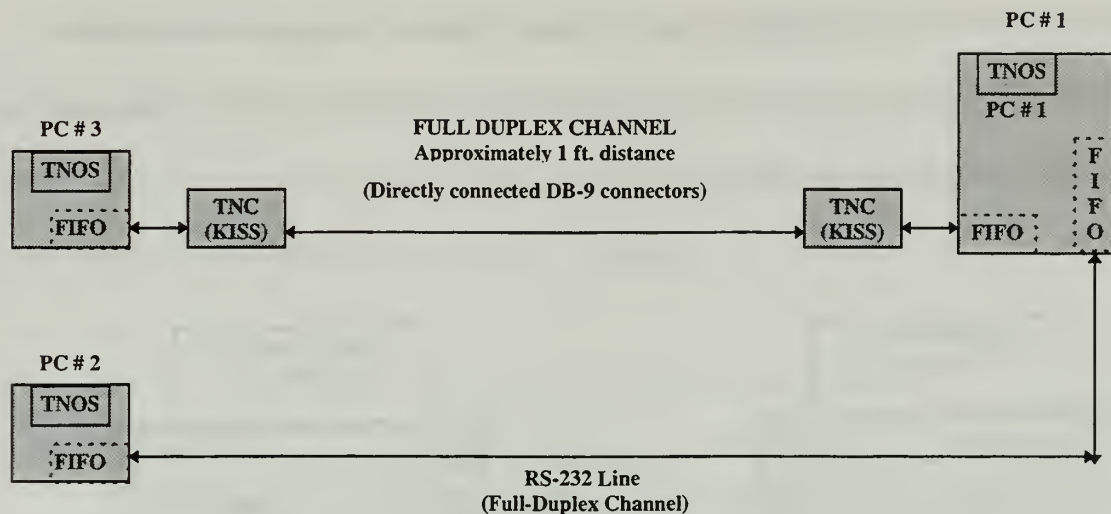 PC # 1
TNOS
PC # 1
FIFO
FIFO
PC # 3
TNOS
FIFO
FULL DUPLEX CHANNEL
Approximately 1 ft. distance
(Directly connected DB-9 connectors)
TNC
(KISS)
TNC
(KISS)
PC # 2
TNOS
FIFO
RS-232 Line
(Full-Duplex Channel)